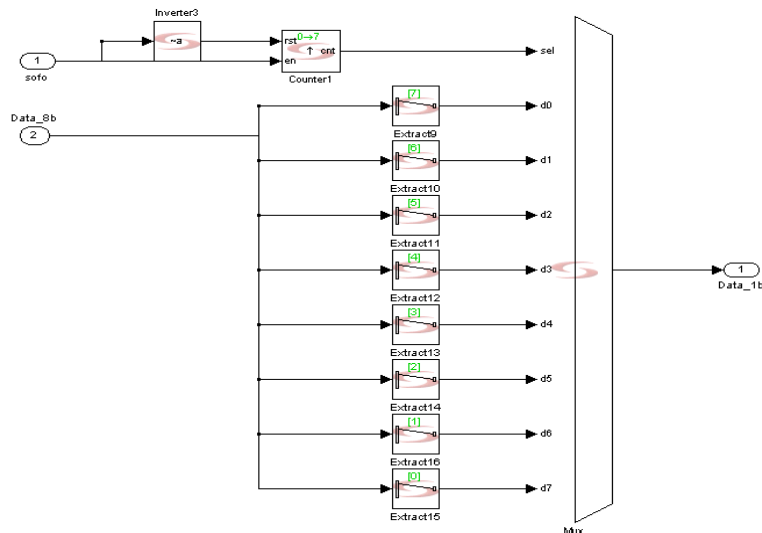 Inverter3
~a
rst
0→7
↑ cnt
en
Counter1
sel
1
sofo
Data_8b
2
[7]
Extract9
d0
[6]
Extract10
d1
[5]
Extract11
d2
[4]
Extract12
d3
[3]
Extract13
d4
[2]
Extract14
d5
[1]
Extract16
d6
[0]
Extract15
d7
Mux
1
Data_1b